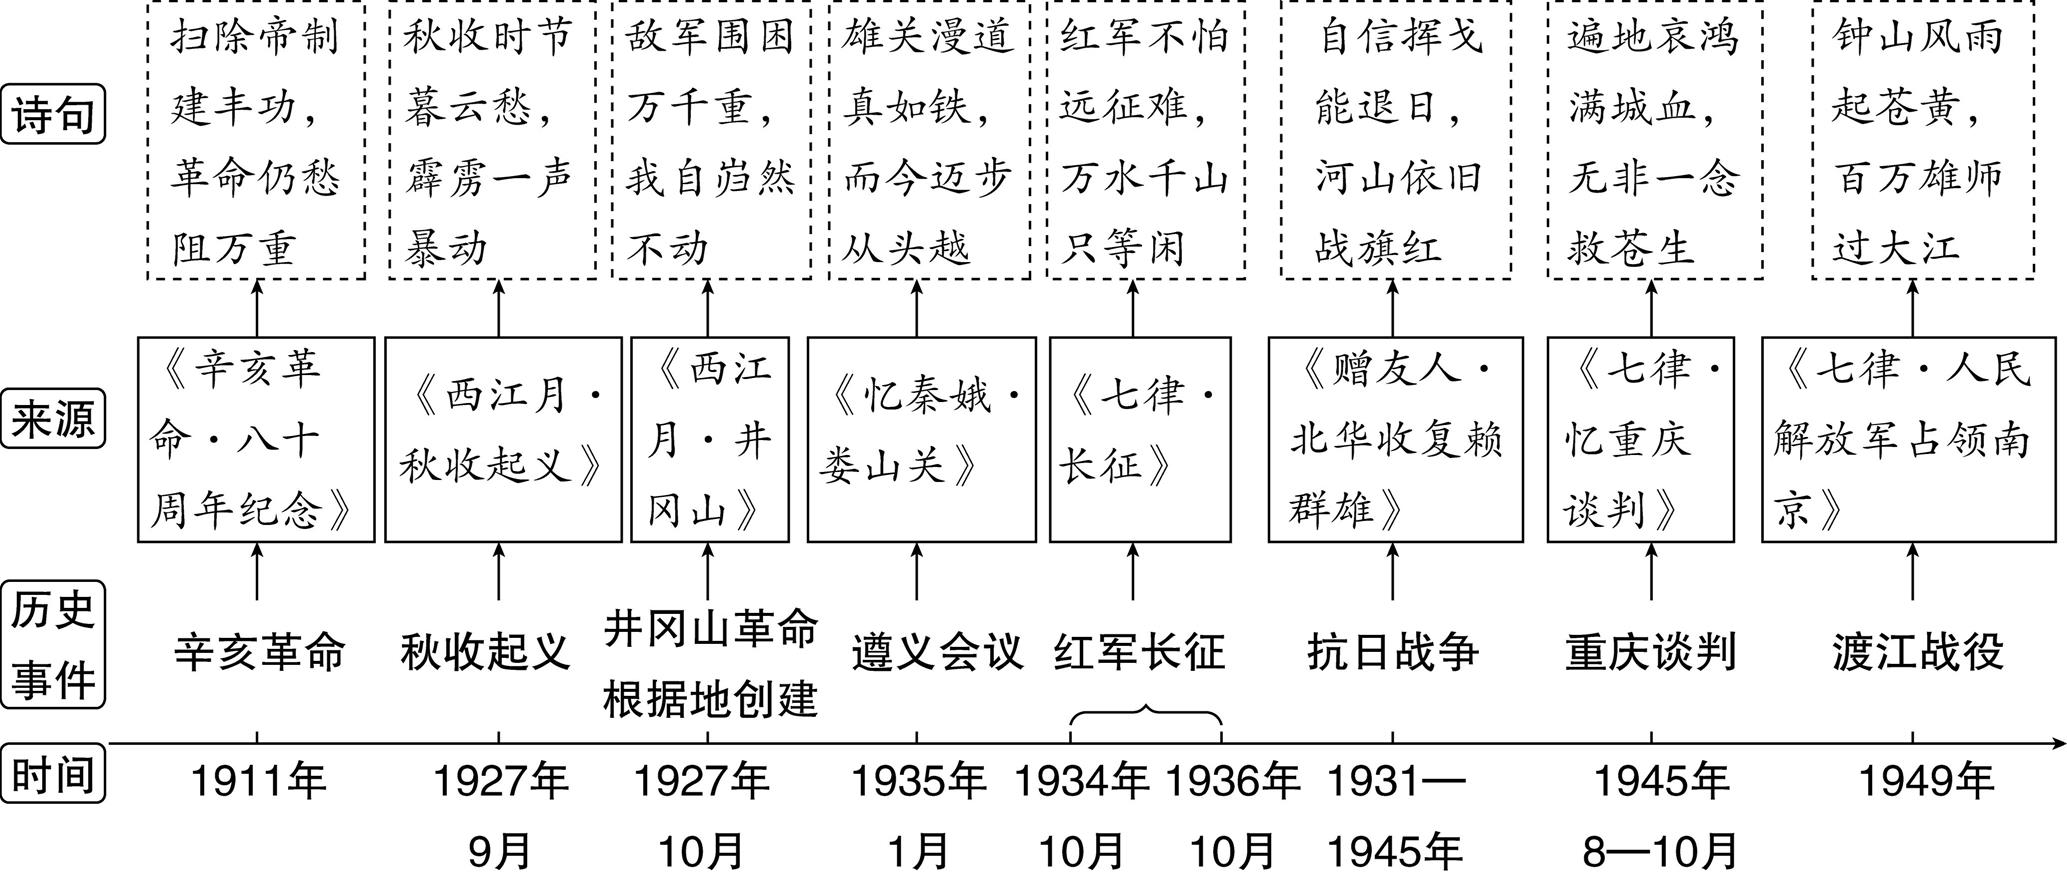 诗句
扫除帝制
建丰功，
革命仍愁
阻万重
秋收时节
暮云愁，
霹雳一声
暴动
敌军围困
万千重，
我自岿然
不动
雄关漫道
真如铁，
而今迈步
从头越
红军不怕
远征难，
万水千山
只等闲
自信挥戈
能退日，
河山依旧
战旗红
遍地哀鸿
满城血，
无非一念
救苍生
钟山风雨
起苍黄，
百万雄师
过大江
来源
《辛亥革
命·八十
周年纪念》
《西江月·
秋收起义》
《西江
月·井
冈山》
《忆秦娥·
娄山关》
《七律·
长征》
《赠友人·
北华收复赖
群雄》
《七律·
忆重庆
谈判》
《七律·人民
解放军占领南
京》
历史
事件
辛亥革命
秋收起义
井冈山革命
根据地创建
遵义会议
红军长征
抗日战争
重庆谈判
渡江战役
时间
1911年
1927年
9月
1927年
10月
1935年
1月
1934年
10月
1936年
10月
1931—
1945年
1945年
8—10月
1949年